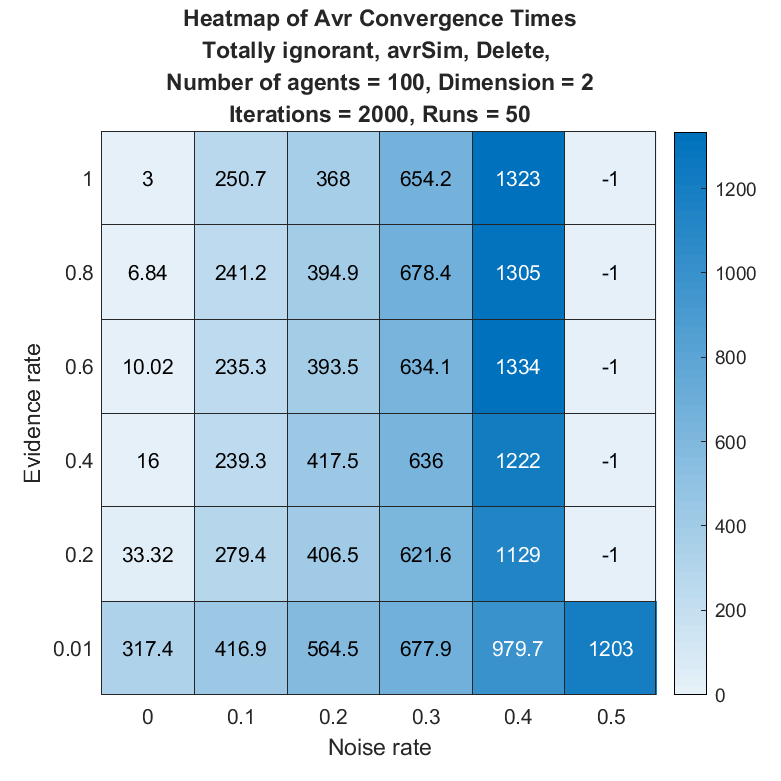 Heatmap of Avr Convergence Times
Totally ignorant, avrSim, Delete,
Number of agents = 100, Dimension = 2
Iterations = 2000, Runs = 50
Evidence rate
1 3 250.7 368 654.2 1323 -1
0.8 6.84 241.2 394.9 678.4 1305 -1
0.6 10.02 235.3 393.5 634.1 1334 -1
0.4 16 239.3 417.5 636 1222 -1
0.2 33.32 279.4 406.5 621.6 1129 -1
0.01 317.4 416.9 564.5 677.9 979.7 1203
0 0.1 0.2 0.3 0.4 0.5
Noise rate
1200
1000
800
600
400
200
0